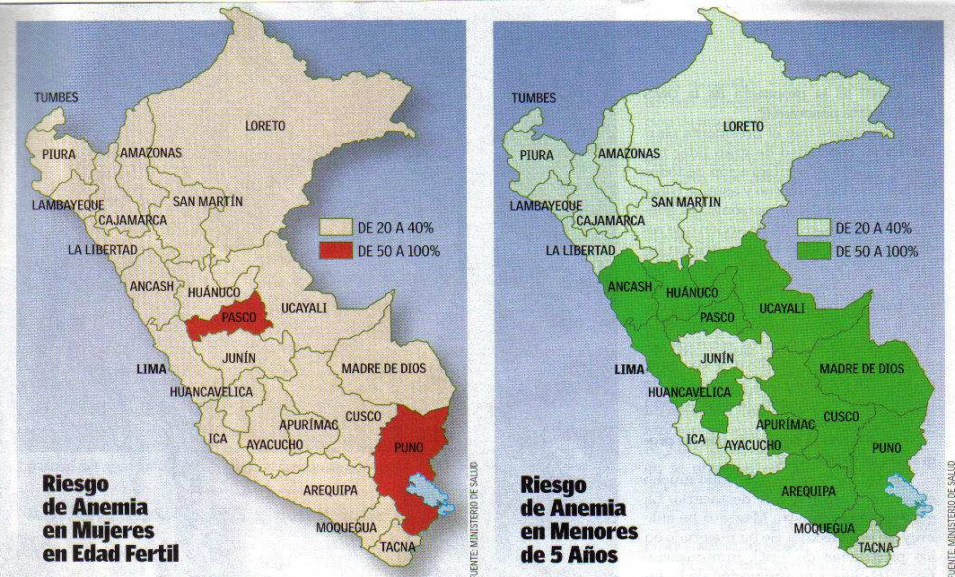 TUMBES
LORETO
PIURA
AMAZONAS
LAMBAYEQUE
SAN MARTÍN
CAJAMARCA
LA LIBERTAD
DE 20 A 40%
DE 50 A 100%
ANCASH
HUÁNUCO
UCAYALI
PASCO
JUNÍN
LIMA
MADRE DE DIOS
HUANCAVELICA
CUSCO
APURÍMAC
ICA
AYACUCHO
PUNO
AREQUIPA
MOQUEGUA
TACNA
Riesgo
de Anemia
en Mujeres
en Edad Fertil
FUENTE: MINISTERIO DE SALUD
TUMBES
LORETO
PIURA
AMAZONAS
LAMBAYEQUE
SAN MARTÍN
CAJAMARCA
LA LIBERTAD
DE 20 A 40%
DE 50 A 100%
ANCASH
HUÁNUCO
UCAYALI
PASCO
JUNÍN
LIMA
MADRE DE DIOS
HUANCAVELICA
CUSCO
APURÍMAC
ICA
AYACUCHO
PUNO
AREQUIPA
MOQUEGUA
TACNA
Riesgo
de Anemia
en Menores
de 5 Años
FUENTE: MINISTERIO DE SALUD